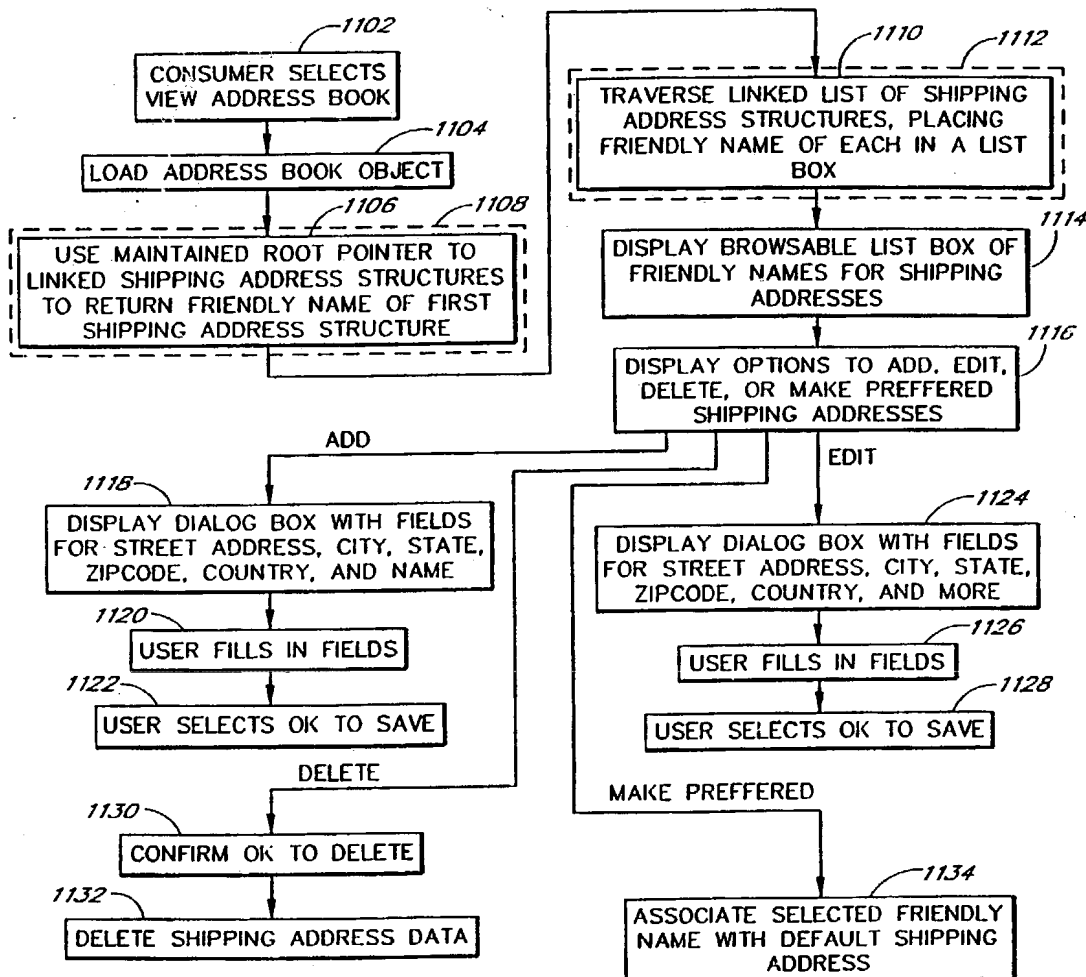 1102
CONSUMER SELECTS
VIEW ADDRESS BOOK
1104
LOAD ADDRESS BOOK OBJECT
1106
1108
USE MAINTAINED ROOT POINTER TO
LINKED SHIPPING ADDRESS STRUCTURES
TO RETURN FRIENDLY NAME OF FIRST
SHIPPING ADDRESS STRUCTURE
1110
1112
TRAVERSE LINKED LIST OF SHIPPING
ADDRESS STRUCTURES, PLACING
FRIENDLY NAME OF EACH IN A LIST
BOX
1114
DISPLAY BROWSABLE LIST BOX OF
FRIENDLY NAMES FOR SHIPPING
ADDRESSES
1116
DISPLAY OPTIONS TO ADD, EDIT,
DELETE, OR MAKE PREFFERED
SHIPPING ADDRESSES
ADD
1118
DISPLAY DIALOG BOX WITH FIELDS
FOR STREET ADDRESS, CITY, STATE,
ZIPCODE, COUNTRY, AND NAME
1120
USER FILLS IN FIELDS
1122
USER SELECTS OK TO SAVE
EDIT
1124
DISPLAY DIALOG BOX WITH FIELDS
FOR STREET ADDRESS, CITY, STATE,
ZIPCODE, COUNTRY, AND MORE
1126
USER FILLS IN FIELDS
1128
USER SELECTS OK TO SAVE
DELETE
1130
CONFIRM OK TO DELETE
1132
DELETE SHIPPING ADDRESS DATA
MAKE PREFFERED
1134
ASSOCIATE SELECTED FRIENDLY
NAME WITH DEFAULT SHIPPING
ADDRESS